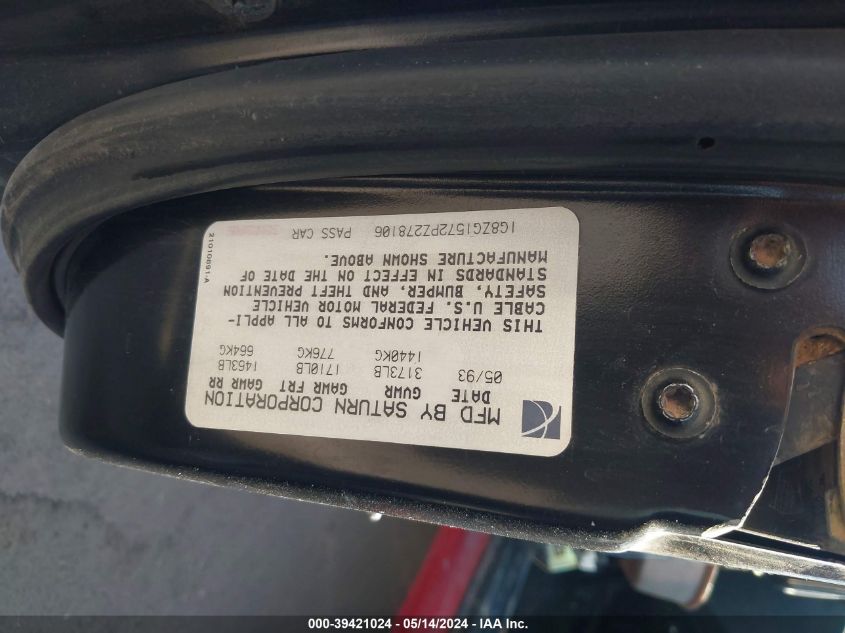 MFD BY SATURN CORPORATION
DATE GVWR GAWR FRT GAWR RR
05/93 3173LB 1710LB 1463LB
1440KG 776KG 664KG
THIS VEHICLE CONFORMS TO ALL APPLI-
CABLE U.S. FEDERAL MOTOR VEHICLE
SAFETY, BUMPER, AND THEFT PREVENTION
STANDARDS IN EFFECT ON THE DATE OF
MANUFACTURE SHOWN ABOVE.
1G8ZG1572PZ278106 PASS CAR
21010691-A
000-39421024 — 05/14/2024 — IAA Inc.